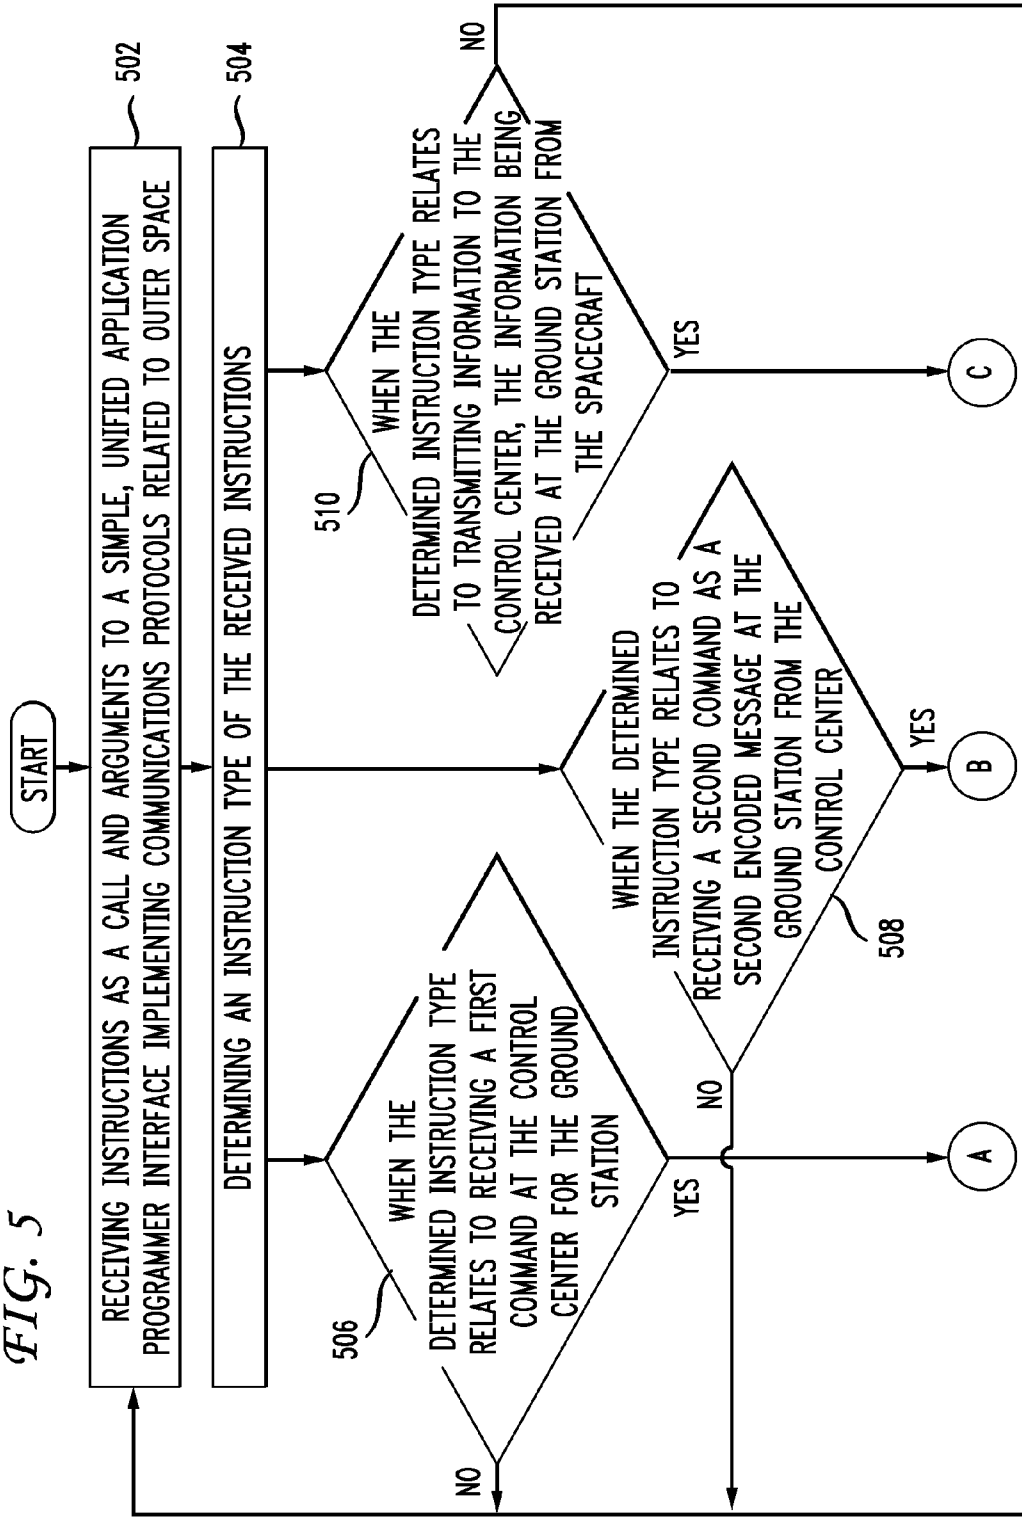 FIG. 5
START
RECEIVING INSTRUCTIONS AS A CALL AND ARGUMENTS TO A SIMPLE, UNIFIED APPLICATION
PROGRAMMER INTERFACE IMPLEMENTING COMMUNICATIONS PROTOCOLS RELATED TO OUTER SPACE
502
DETERMINING AN INSTRUCTION TYPE OF THE RECEIVED INSTRUCTIONS
504
506
WHEN THE
DETERMINED INSTRUCTION TYPE
RELATES TO RECEIVING A FIRST
COMMAND AT THE CONTROL
CENTER FOR THE GROUND
STATION
NO
YES
A
WHEN THE DETERMINED
INSTRUCTION TYPE RELATES TO
RECEIVING A SECOND COMMAND AS A
SECOND ENCODED MESSAGE AT THE
GROUND STATION FROM THE
CONTROL CENTER
508
NO
YES
B
510
WHEN THE
DETERMINED INSTRUCTION TYPE RELATES
TO TRANSMITTING INFORMATION TO THE
CONTROL CENTER, THE INFORMATION BEING
RECEIVED AT THE GROUND STATION FROM
THE SPACECRAFT
NO
YES
C